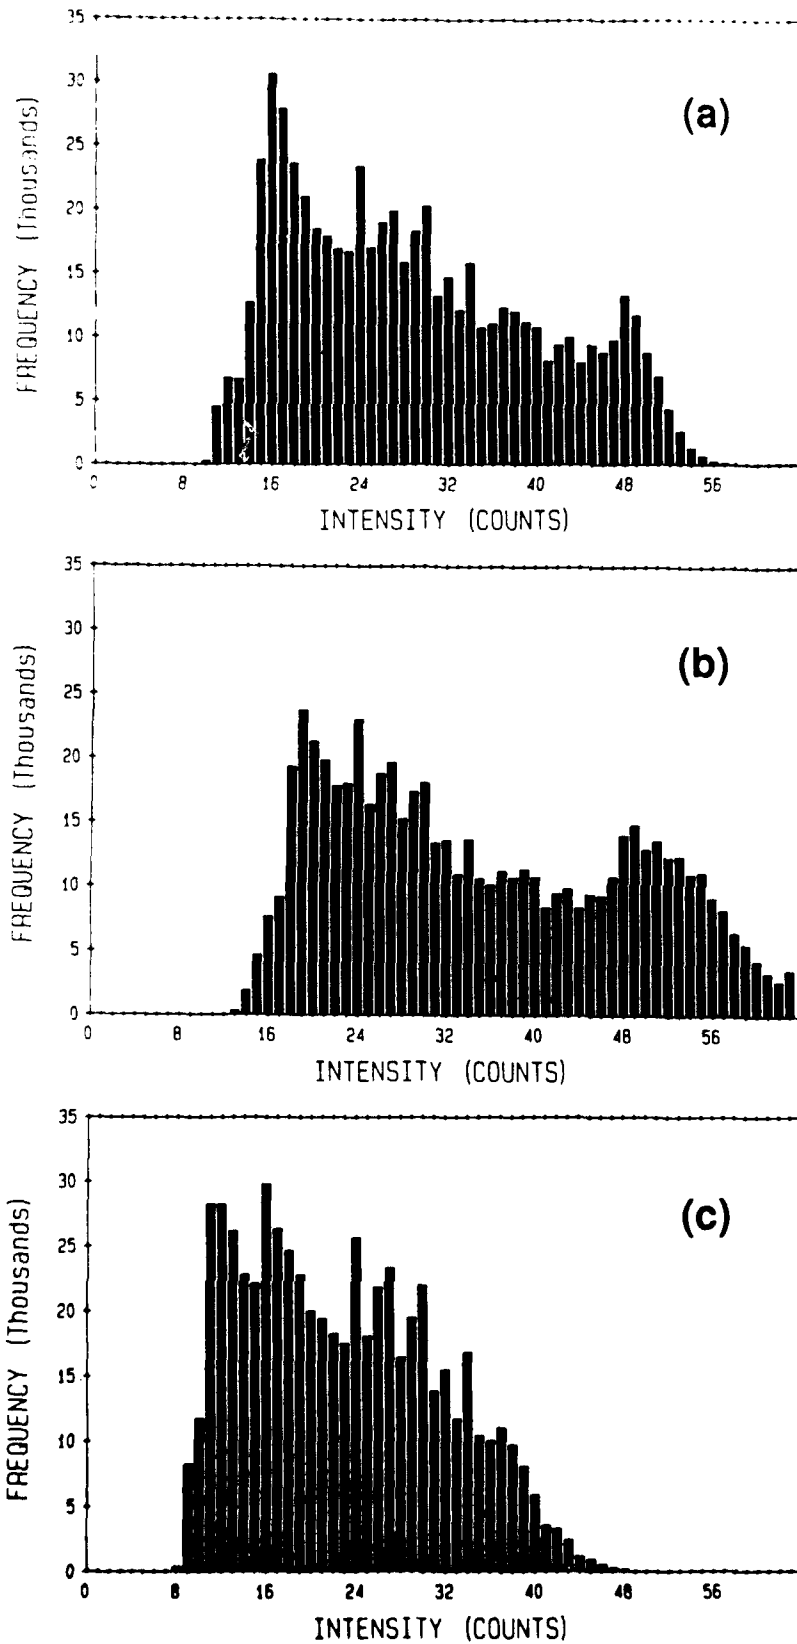 35
30
25
20
15
10
5
0
FREQUENCY (Thousands)
(a)
0 8 16 24 32 40 48 56
INTENSITY (COUNTS)
35
30
25
20
15
10
5
0
FREQUENCY (Thousands)
(b)
0 8 16 24 32 40 48 56
INTENSITY (COUNTS)
35
30
25
20
15
10
5
0
FREQUENCY (Thousands)
(c)
0 8 16 24 32 40 48 56
INTENSITY (COUNTS)